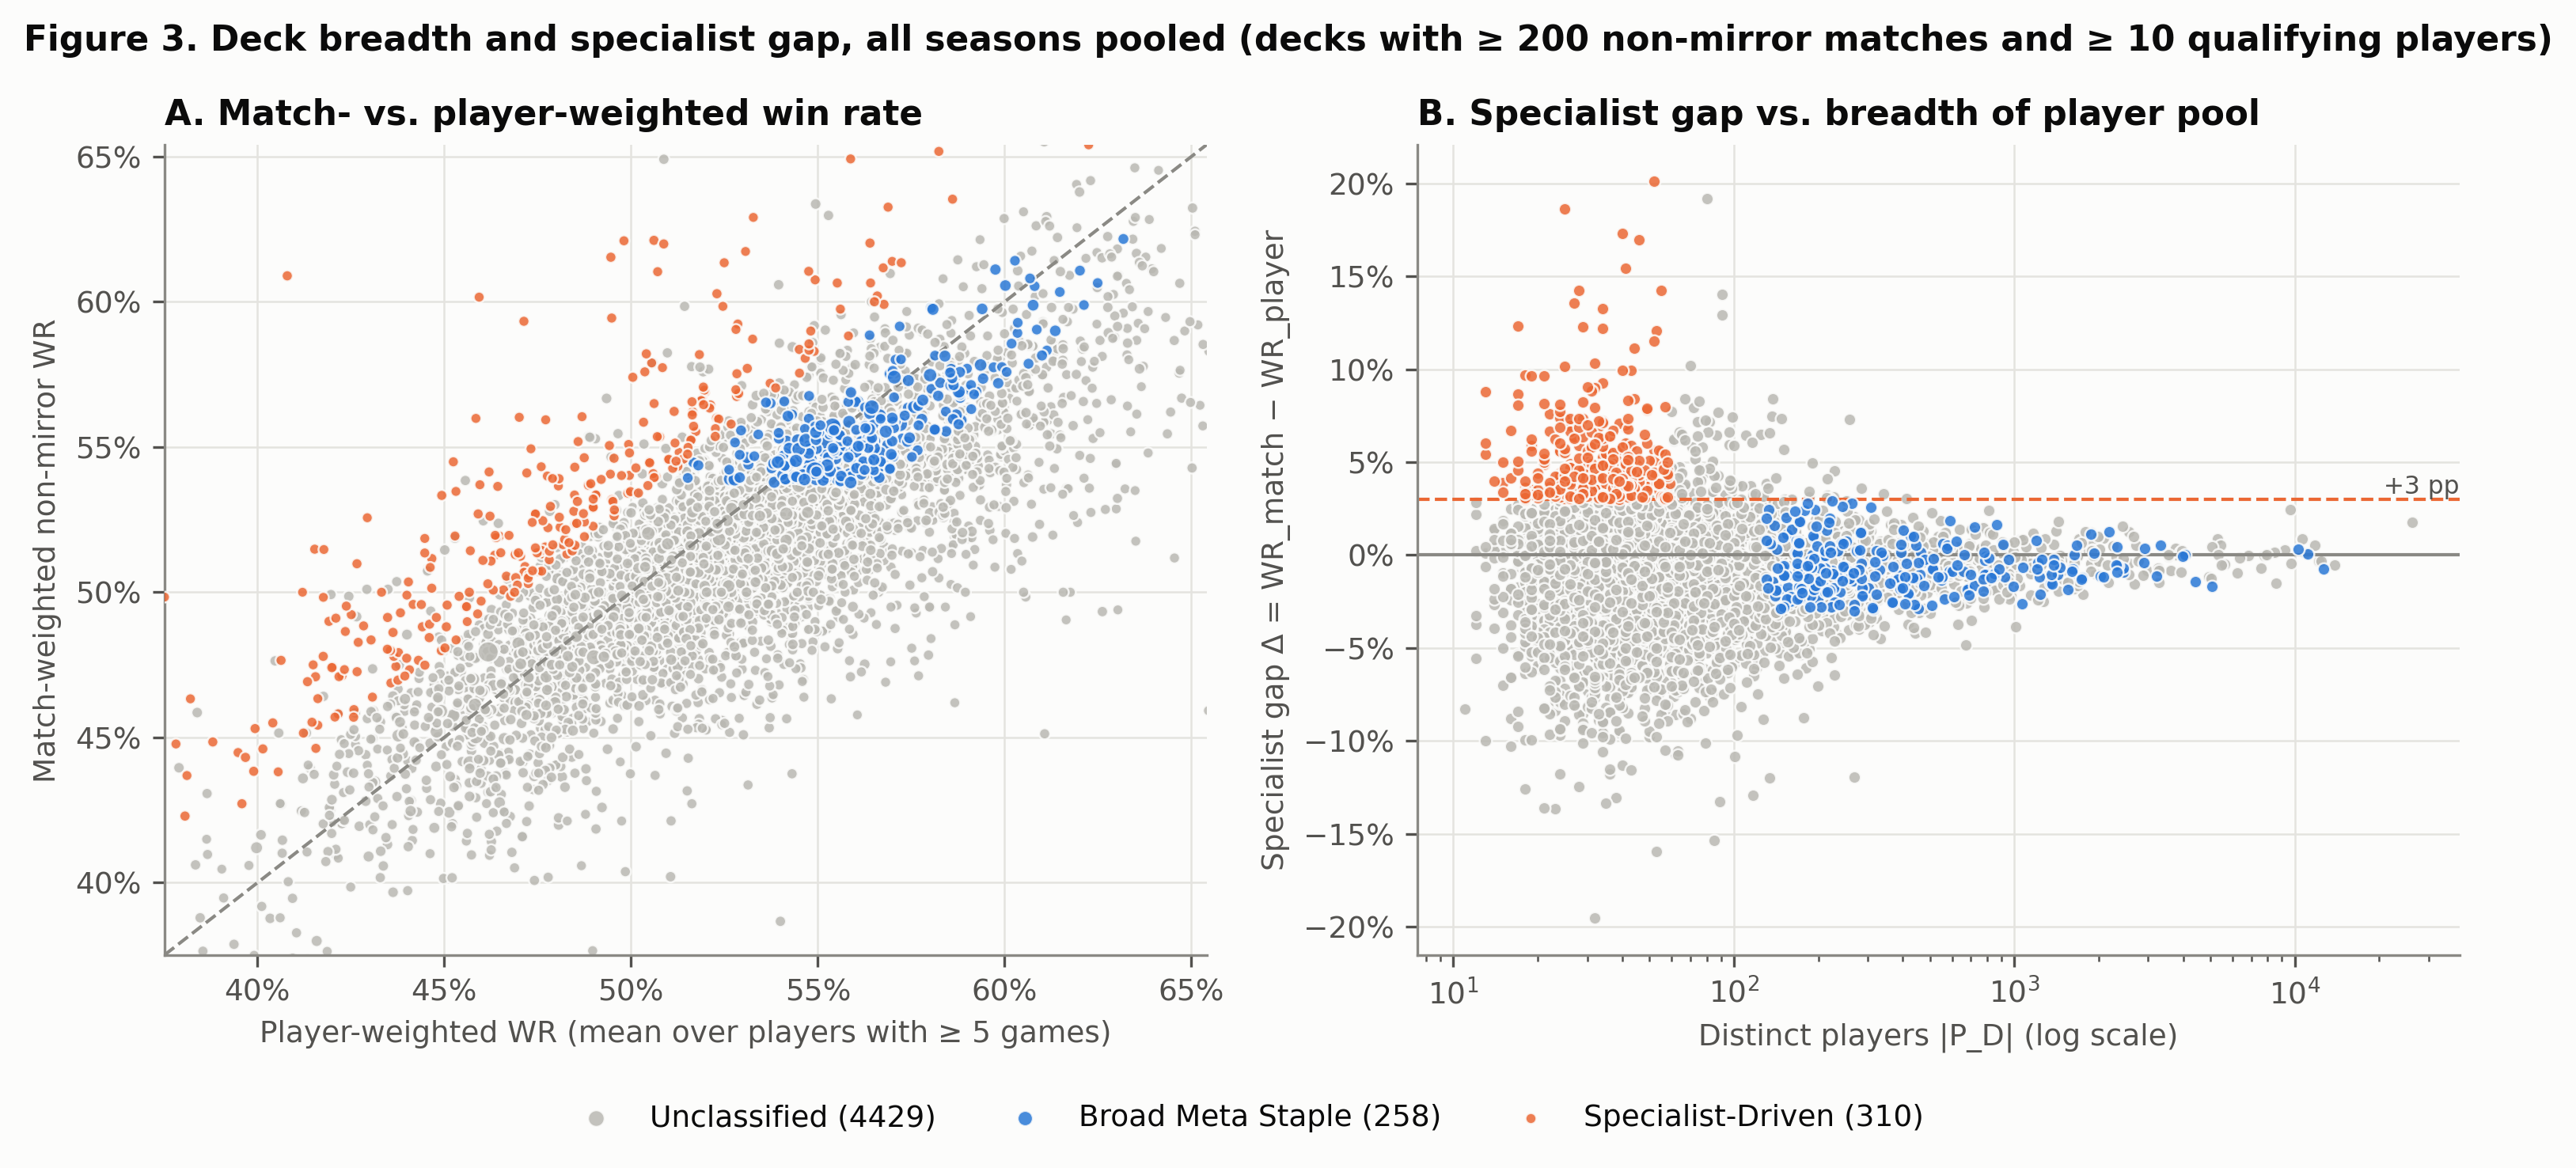 Figure 3. Deck breadth and specialist gap, all seasons pooled (decks with ≥ 200 non-mirror matches and ≥ 10 qualifying players)
A. Match- vs. player-weighted win rate
65%
60%
55%
50%
45%
40%
Match-weighted non-mirror WR
40%
45%
50%
55%
60%
65%
Player-weighted WR (mean over players with ≥ 5 games)
B. Specialist gap vs. breadth of player pool
20%
15%
10%
5%
0%
−5%
−10%
−15%
−20%
Specialist gap Δ = WR_match − WR_player
+3 pp
10¹
10²
10³
10⁴
Distinct players |P_D| (log scale)
Unclassified (4429)
Broad Meta Staple (258)
Specialist-Driven (310)